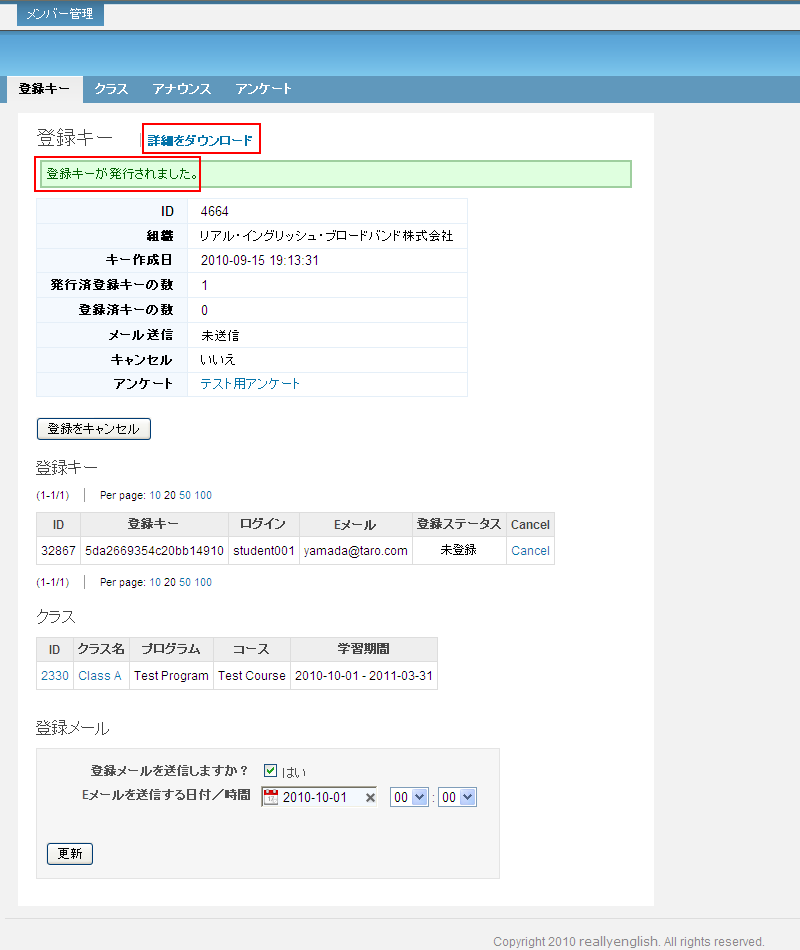 メンバー管理
登録キー クラス アナウンス アンケート
登録キー 詳細をダウンロード
登録キーが発行されました。
ID 4664
組織 リアル・イングリッシュ・ブロードバンド株式会社
キー作成日 2010-09-15 19:13:31
発行済登録キーの数 1
登録済キーの数 0
メール送信 未送信
キャンセル いいえ
アンケート テスト用アンケート
登録をキャンセル
登録キー
(1-1/1) Per page: 10 20 50 100
ID 登録キー ログイン Eメール 登録ステータス Cancel
32867 5da2669354c20bb14910 student001 yamada@taro.com 未登録 Cancel
(1-1/1) Per page: 10 20 50 100
クラス
ID クラス名 プログラム コース 学習期間
2330 Class A Test Program Test Course 2010-10-01 - 2011-03-31
登録メール
登録メールを送信しますか? はい
Eメールを送信する日付/時間 2010-10-01 00 : 00
更新
Copyright 2010 reallyenglish. All rights reserved.